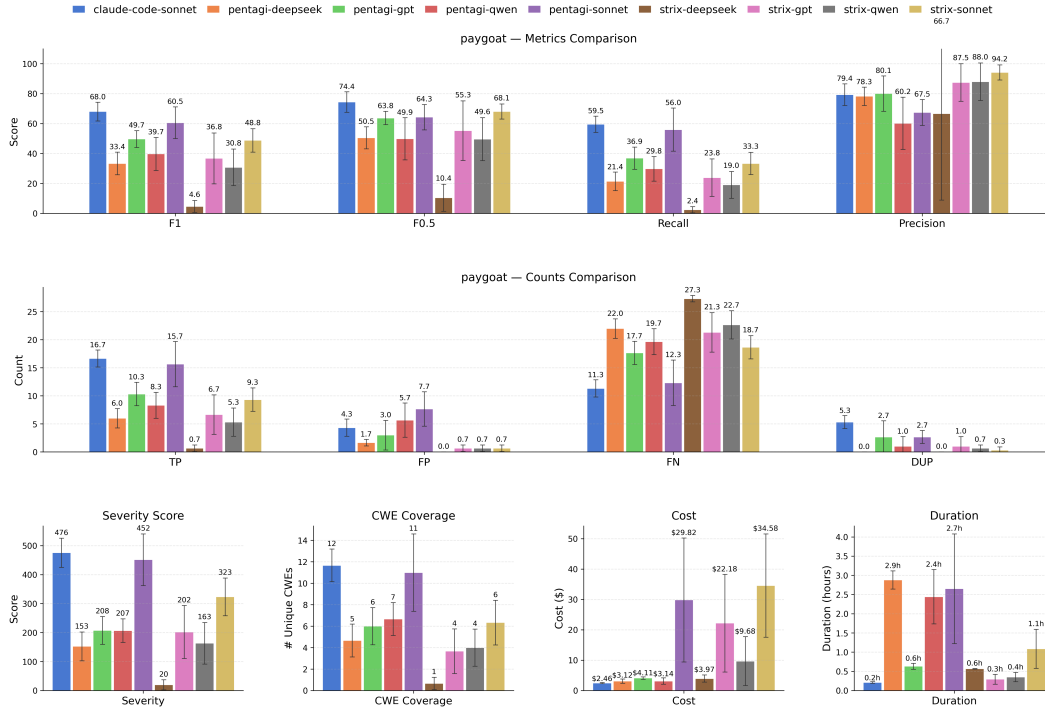 claude-code-sonnet pentagi-deepseek pentagi-gpt pentagi-qwen pentagi-sonnet strix-deepseek strix-gpt strix-qwen strix-sonnet
66.7
paygoat — Metrics Comparison
Score
100
80
60
40
20
0
68.0 33.4 49.7 39.7 60.5 4.6 36.8 30.8 48.8
74.4 50.5 63.8 49.9 64.3 10.4 55.3 49.6 68.1
59.5 21.4 36.9 29.8 56.0 2.4 23.8 19.0 33.3
79.4 78.3 80.1 60.2 67.5 87.5 88.0 94.2
F1 F0.5 Recall Precision
paygoat — Counts Comparison
Count
25
20
15
10
5
0
16.7 6.0 10.3 8.3 15.7 0.7 6.7 5.3 9.3
4.3 1.7 3.0 5.7 7.7 0.0 0.7 0.7 0.7
11.3 22.0 17.7 19.7 12.3 27.3 21.3 22.7 18.7
5.3 0.0 2.7 1.0 2.7 0.0 1.0 0.7 0.3
TP FP FN DUP
Severity Score
Score
500
400
300
200
100
0
476 153 208 207 452 20 202 163 323
Severity
CWE Coverage
# Unique CWEs
14
12
10
8
6
4
2
0
12 5 6 7 11 1 4 4 6
CWE Coverage
Cost
Cost ($)
50
40
30
20
10
0
$2.46 $3.12 $4.11 $3.14 $29.82 $3.97 $22.18 $9.68 $34.58
Cost
Duration
Duration (hours)
4.0
3.5
3.0
2.5
2.0
1.5
1.0
0.5
0.0
0.2h 2.9h 0.6h 2.4h 2.7h 0.6h 0.3h 0.4h 1.1h
Duration